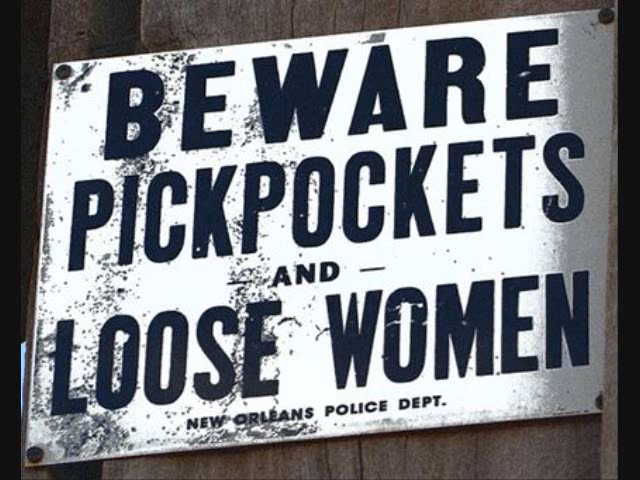 BEWARE
PICKPOCKETS
— AND —
LOOSE WOMEN
NEW ORLEANS POLICE DEPT.